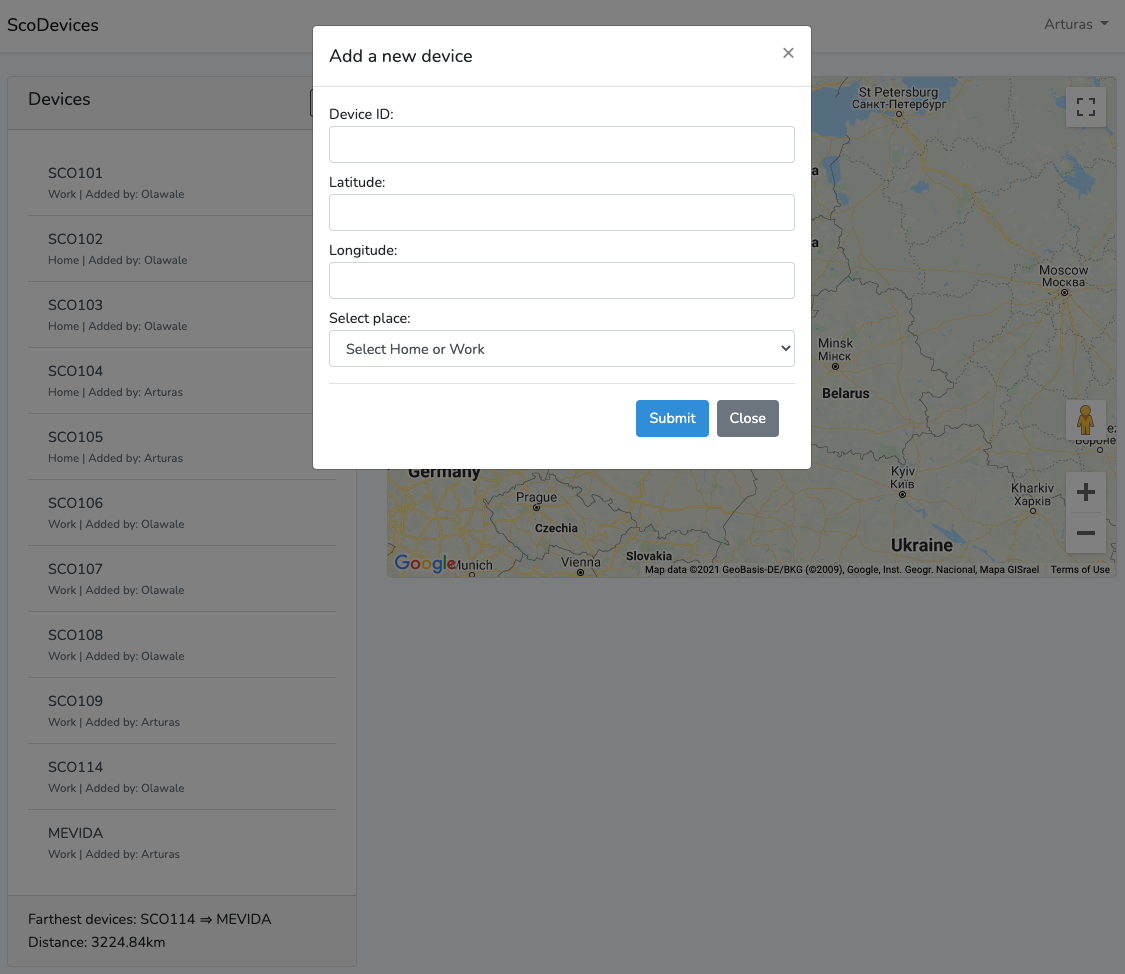 ScoDevices
Arturas
Add a new device
×
Device ID:
Latitude:
Longitude:
Select place:
Select Home or Work
Submit
Close
Devices
SCO101
Work | Added by: Olawale
SCO102
Home | Added by: Olawale
SCO103
Home | Added by: Olawale
SCO104
Home | Added by: Arturas
SCO105
Home | Added by: Arturas
SCO106
Work | Added by: Olawale
SCO107
Work | Added by: Olawale
SCO108
Work | Added by: Olawale
SCO109
Work | Added by: Arturas
SCO114
Work | Added by: Olawale
MEVIDA
Work | Added by: Arturas
Farthest devices: SCO114 ⇒ MEVIDA
Distance: 3224.84km
St Petersburg
Санкт-Петербург
Moscow
Москва
Minsk
Мінск
Belarus
Germany
Kyiv
Київ
Kharkiv
Харків
Prague
Czechia
Ukraine
Slovakia
Vienna
Munich
Google
Map data ©2021 GeoBasis-DE/BKG (©2009), Google, Inst. Geogr. Nacional, Mapa GISrael
Terms of Use